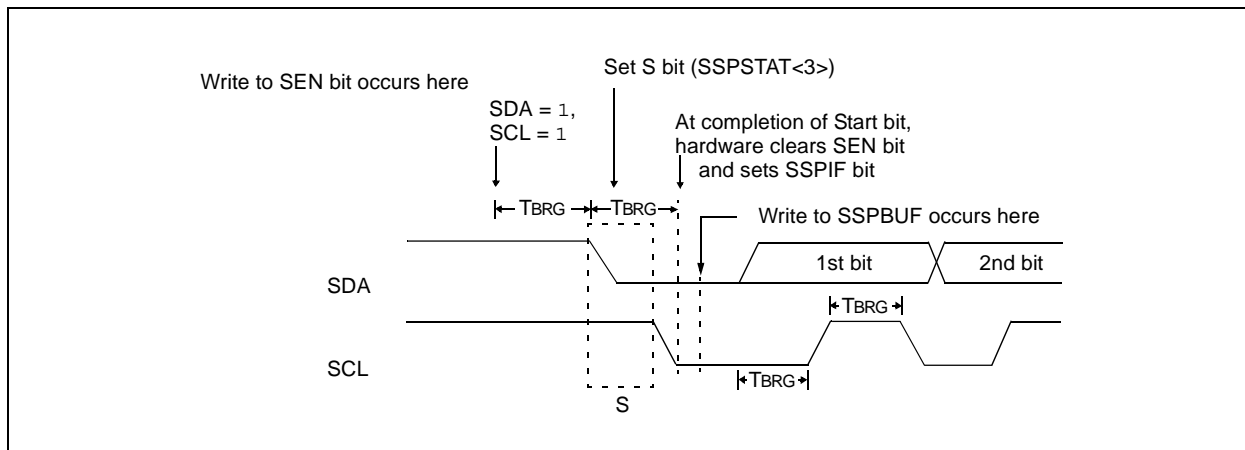 Write to SEN bit occurs here
Set S bit (SSPSTAT<3>)
SDA = 1,
SCL = 1
At completion of Start bit,
hardware clears SEN bit
and sets SSPIF bit
TBRG
TBRG
Write to SSPBUF occurs here
SDA
1st bit
2nd bit
TBRG
SCL
TBRG
S